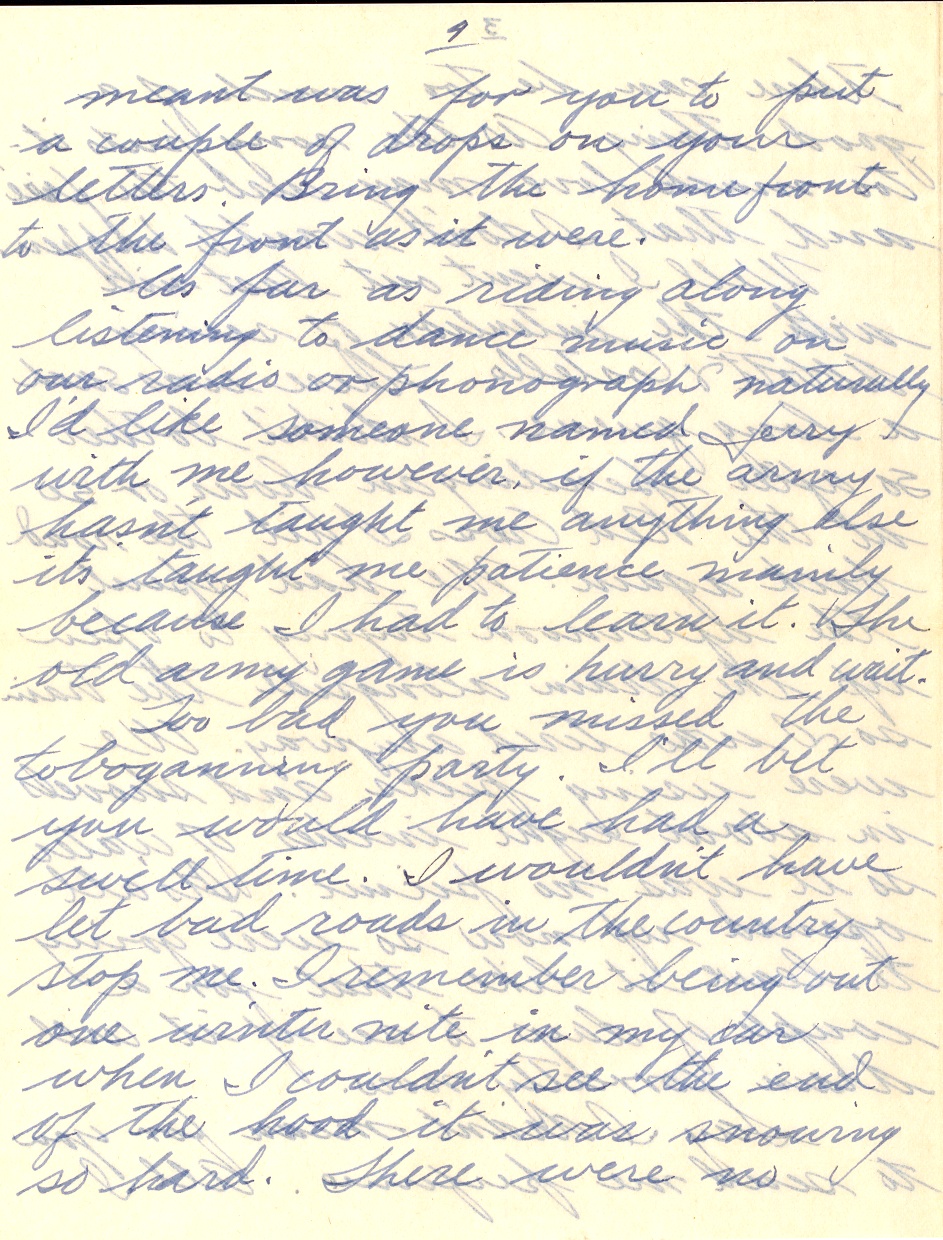 4
meant was for you to put
a couple of drops on your
letters. Bring the homefront
to the front as it were.
As far as riding along
listening to dance music on
our radio or phonograph naturally
I'd like someone named Jerry
with me however, if the army
hasn't taught me anything else
its taught me patience mainly
because I had to learn it. The
old army game is hurry and wait.
Too bad you missed the
toboganning party. I'll bet
you would have had a
swell time. I wouldn't have
let bad roads in the country
stop me. I remember being out
one winter nite in my car
when I couldn't see the end
of the hood it was snowing
so hard. There were no